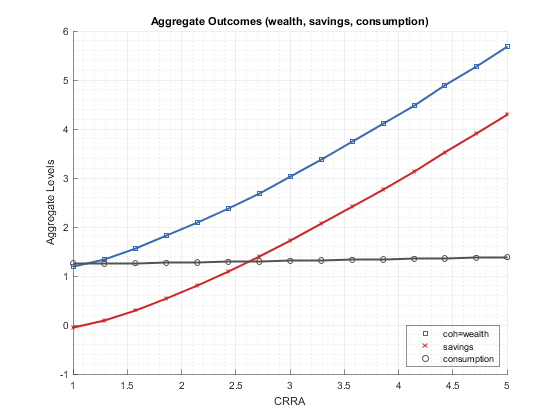 Aggregate Outcomes (wealth, savings, consumption)
6
5
4
3
2
1
0
-1
Aggregate Levels
1
1.5
2
2.5
3
3.5
4
4.5
5
CRRA
coh=wealth
savings
consumption